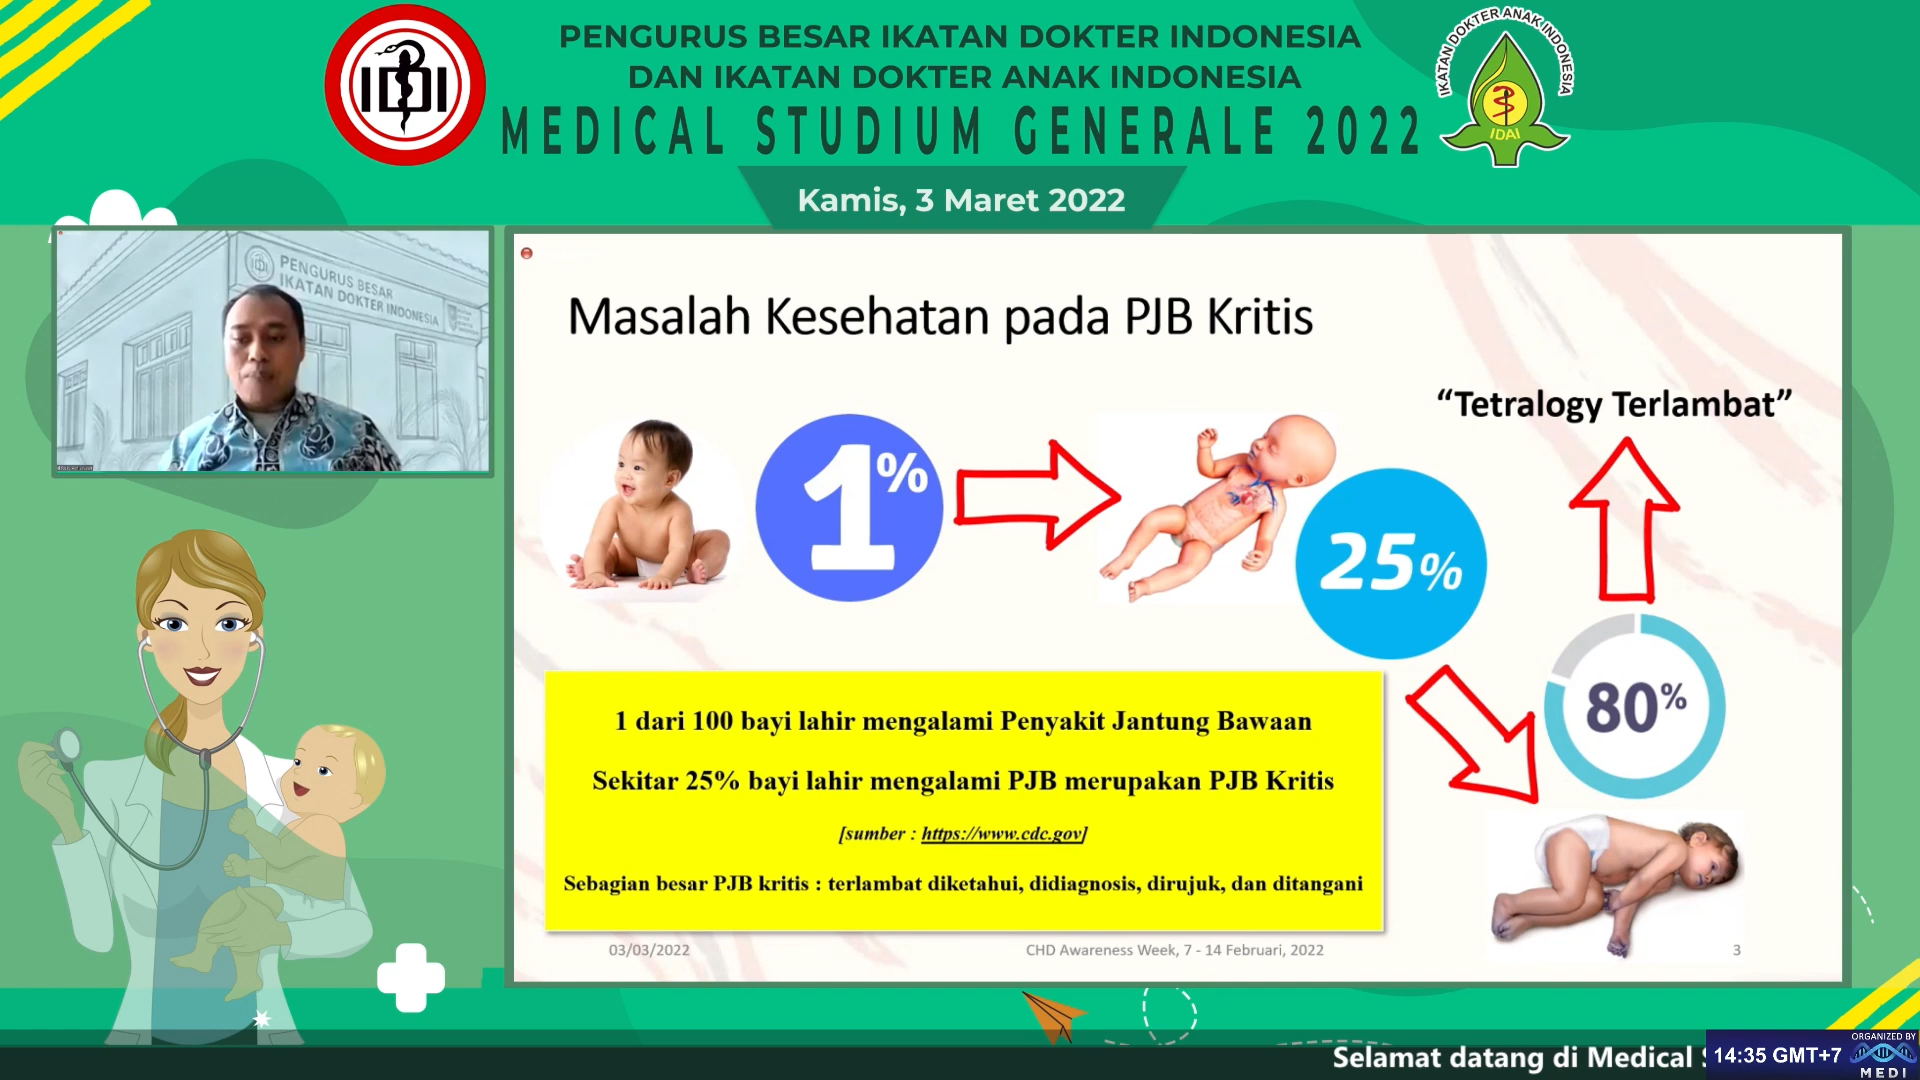 PENGURUS BESAR IKATAN DOKTER INDONESIA
DAN IKATAN DOKTER ANAK INDONESIA
MEDICAL STUDIUM GENERALE 2022
Kamis, 3 Maret 2022
IDI
IKATAN DOKTER ANAK INDONESIA
IDAI
PENGURUS BESAR
IKATAN DOKTER INDONESIA
Masalah Kesehatan pada PJB Kritis
“Tetralogy Terlambat”
1%
25%
80%
1 dari 100 bayi lahir mengalami Penyakit Jantung Bawaan
Sekitar 25% bayi lahir mengalami PJB merupakan PJB Kritis
[sumber : https://www.cdc.gov]
Sebagian besar PJB kritis : terlambat diketahui, didiagnosis, dirujuk, dan ditangani
03/03/2022
CHD Awareness Week, 7 - 14 Februari, 2022
3
Selamat datang di Medical
14:35 GMT+7
ORGANIZED BY
MEDI